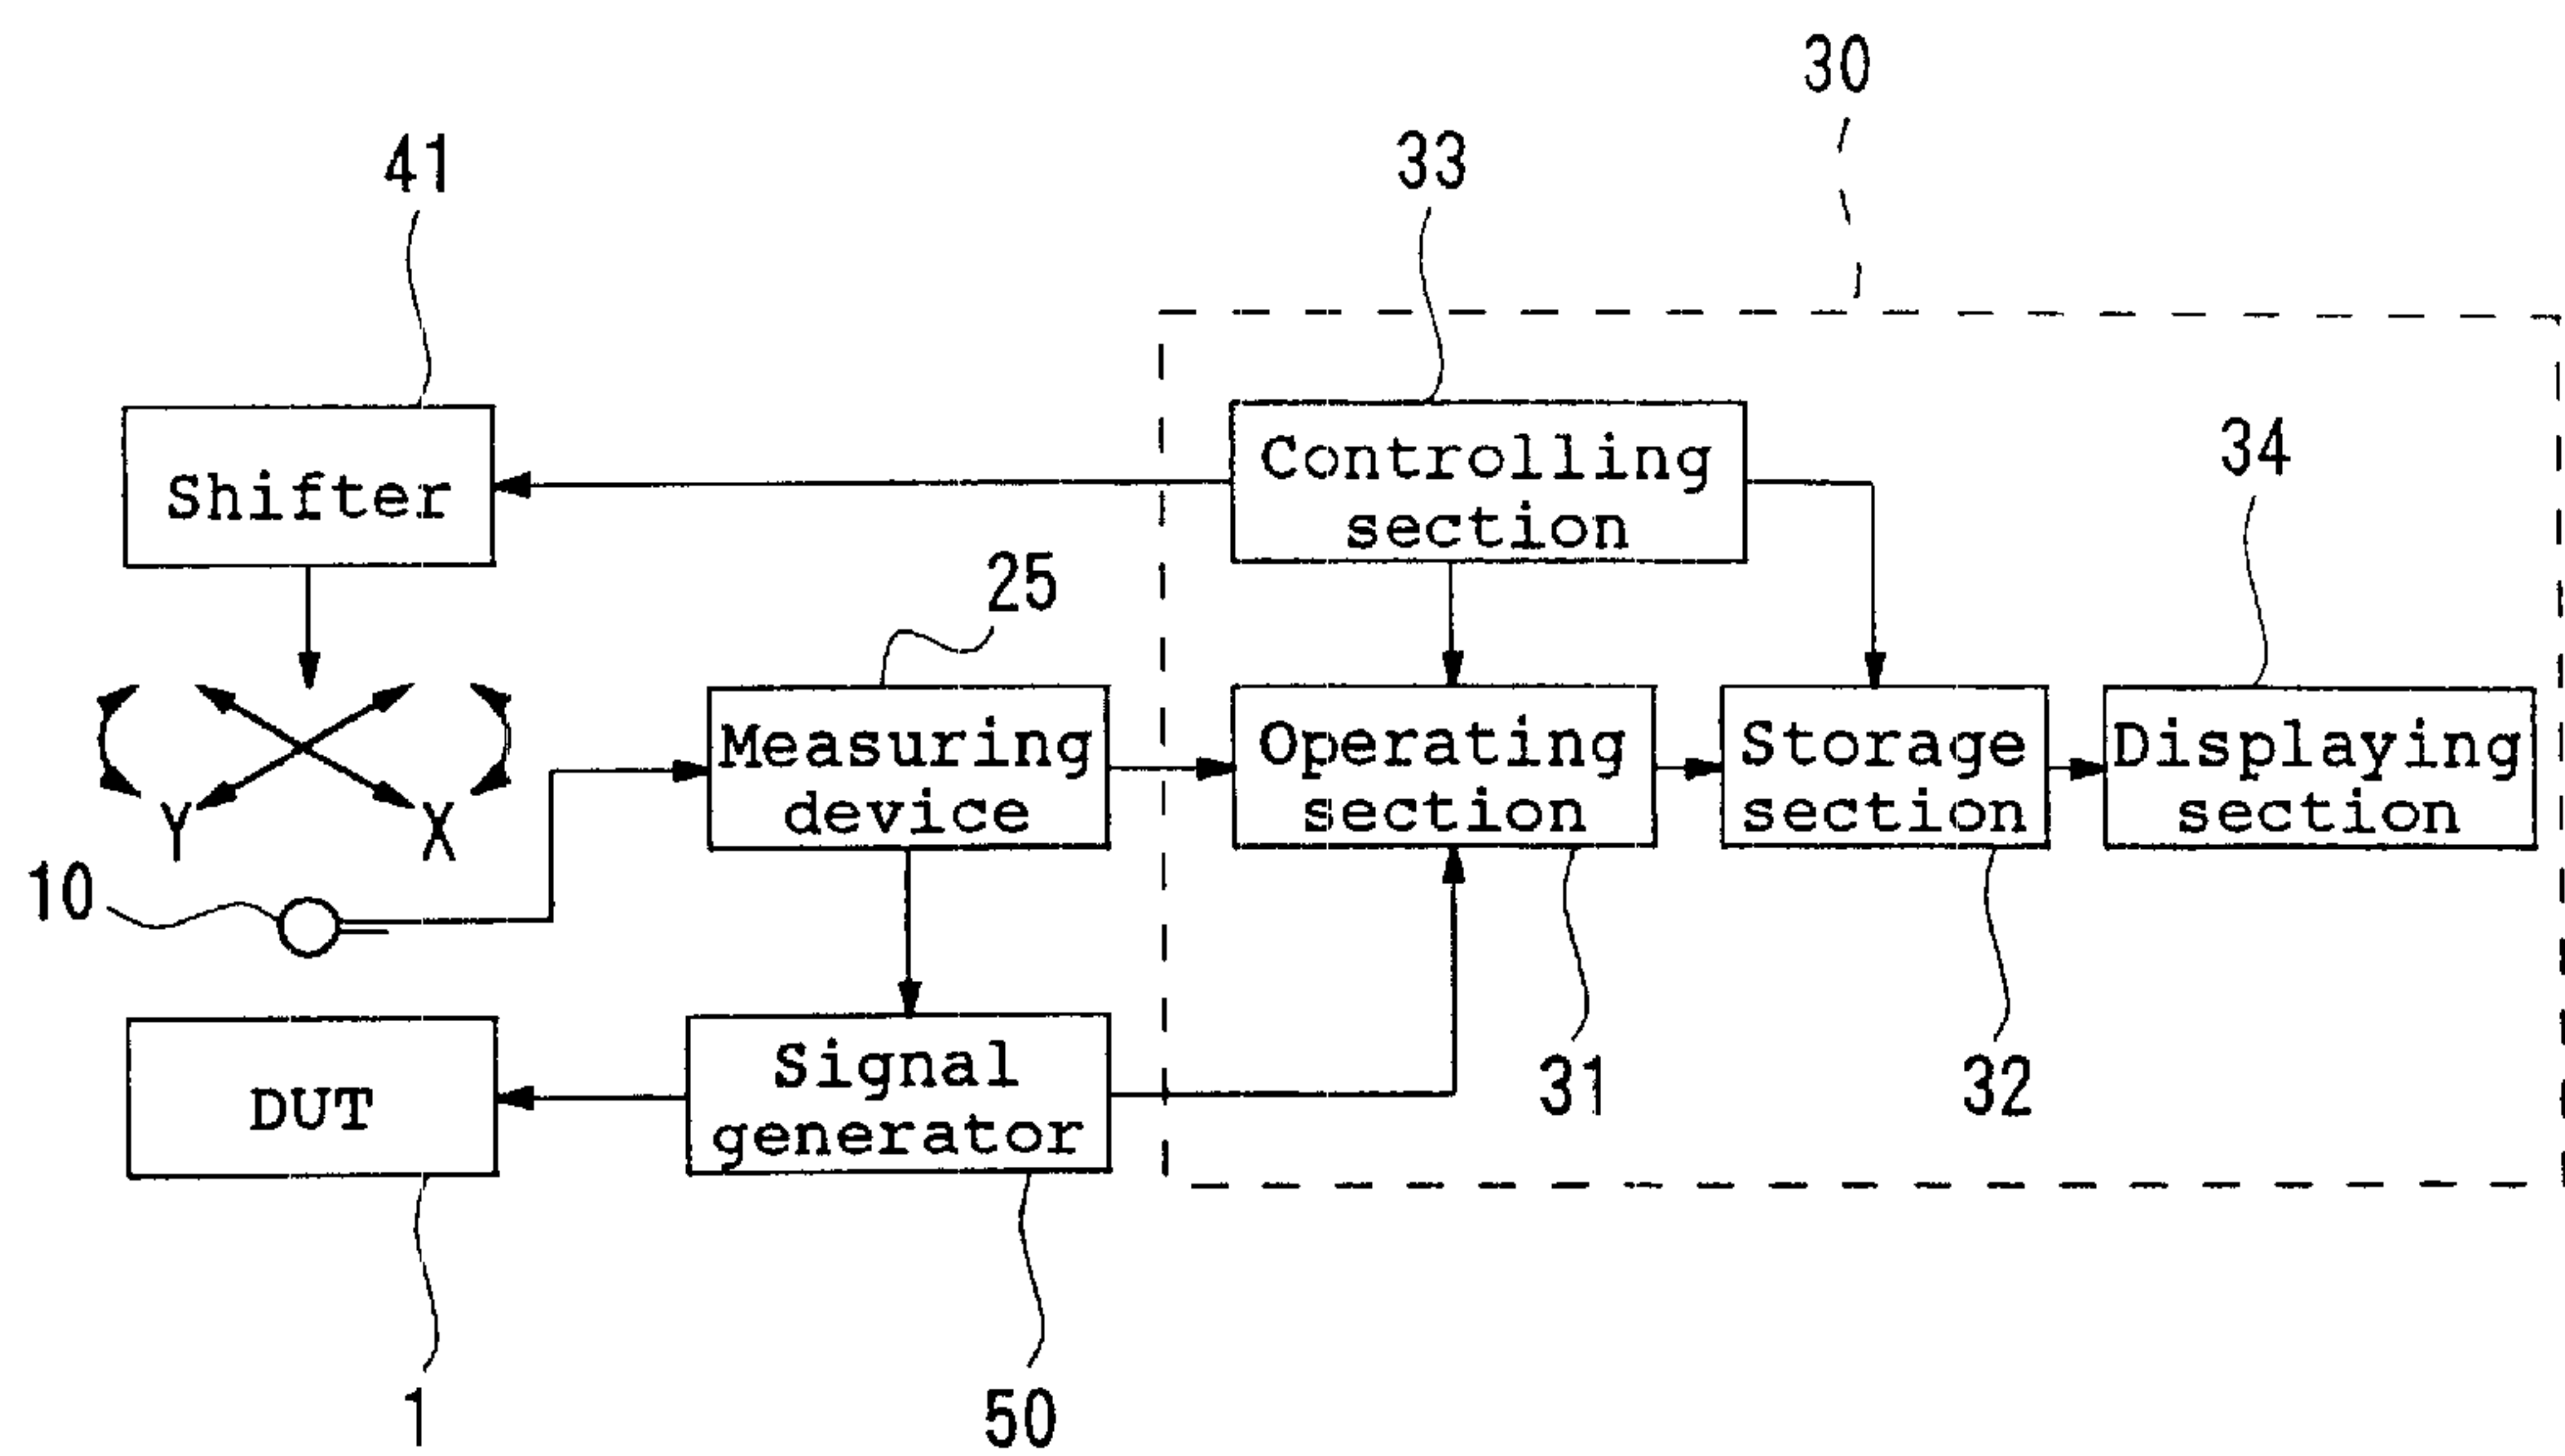 30
41
33
Shifter
Controlling
section
34
25
Measuring
device
Operating
section
Storage
section
Displaying
section
Y
X
10
DUT
Signal
generator
31
32
1
50